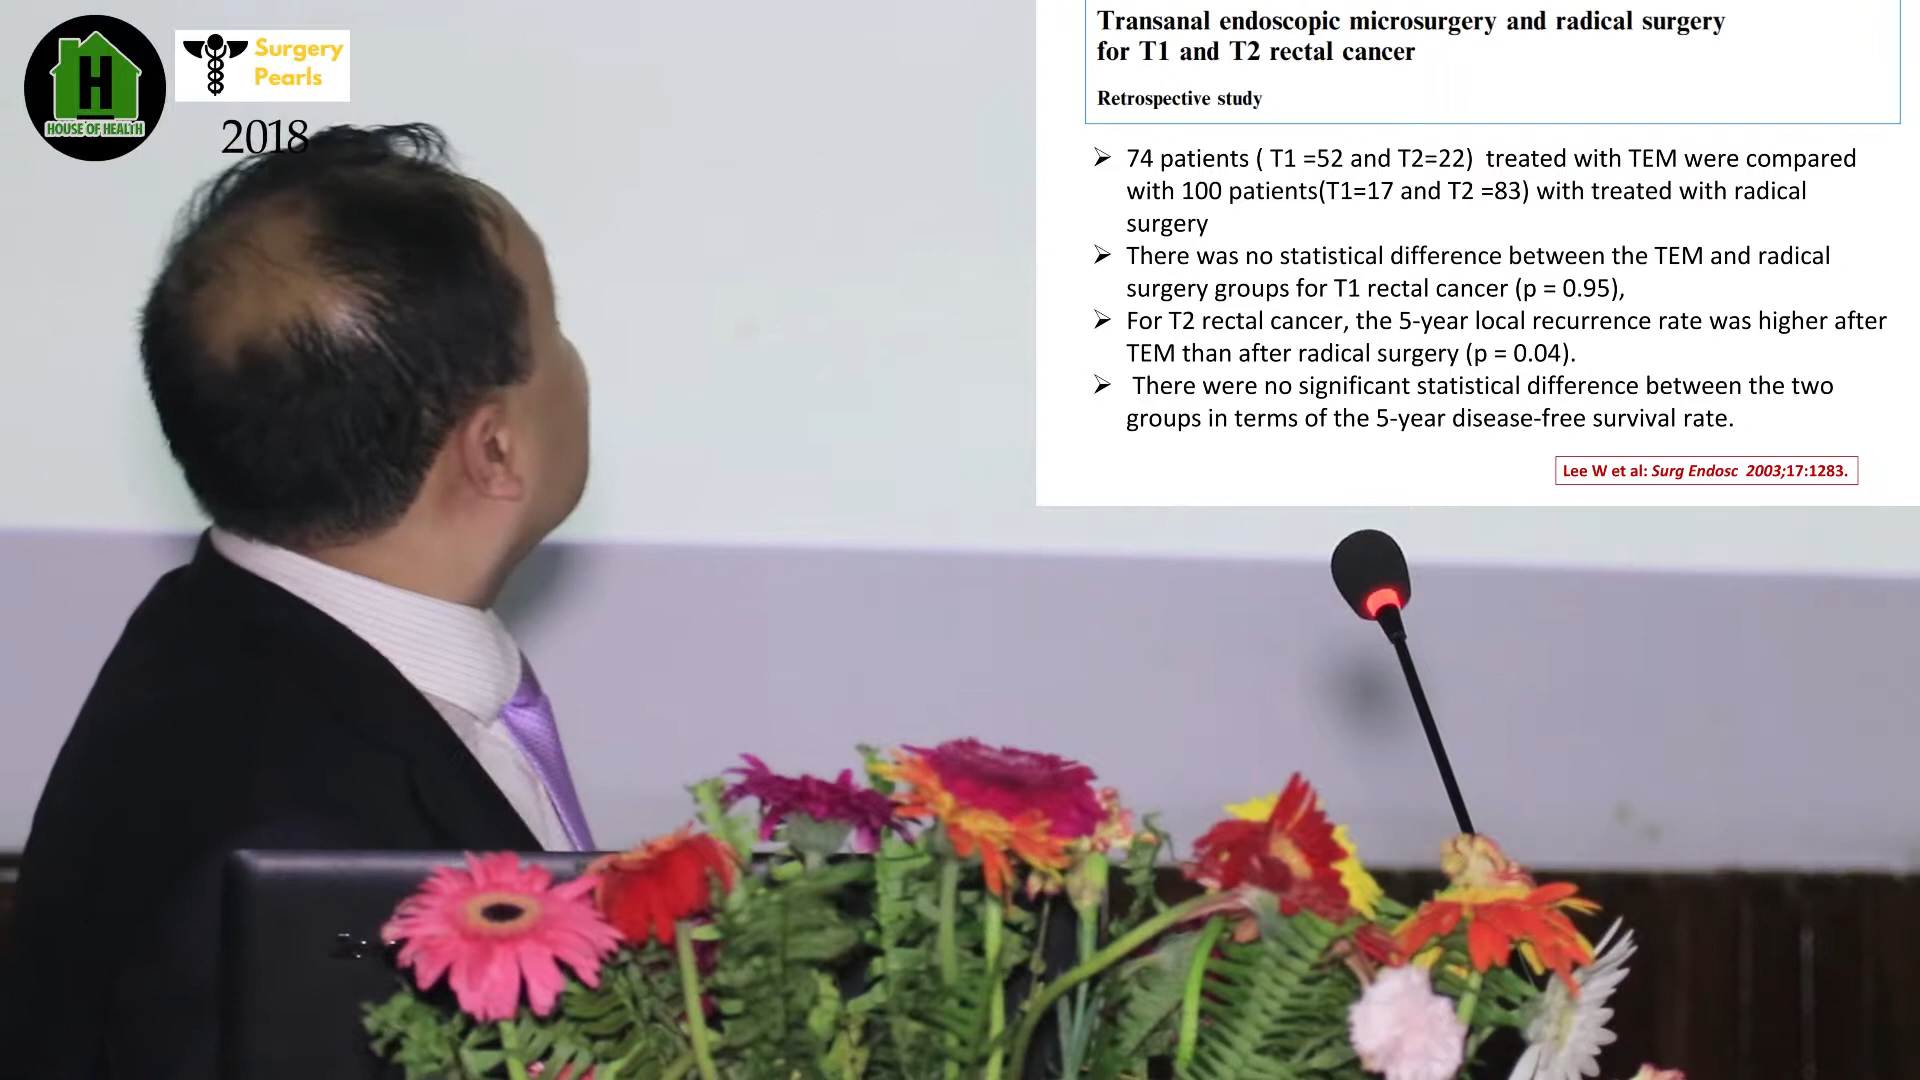 H
HOUSE OF HEALTH
Surgery
Pearls
2018
Transanal endoscopic microsurgery and radical surgery
for T1 and T2 rectal cancer
Retrospective study
➢ 74 patients ( T1 =52 and T2=22) treated with TEM were compared
with 100 patients(T1=17 and T2 =83) with treated with radical
surgery
➢ There was no statistical difference between the TEM and radical
surgery groups for T1 rectal cancer (p = 0.95),
➢ For T2 rectal cancer, the 5-year local recurrence rate was higher after
TEM than after radical surgery (p = 0.04).
➢ There were no significant statistical difference between the two
groups in terms of the 5-year disease-free survival rate.
Lee W et al: Surg Endosc 2003;17:1283.